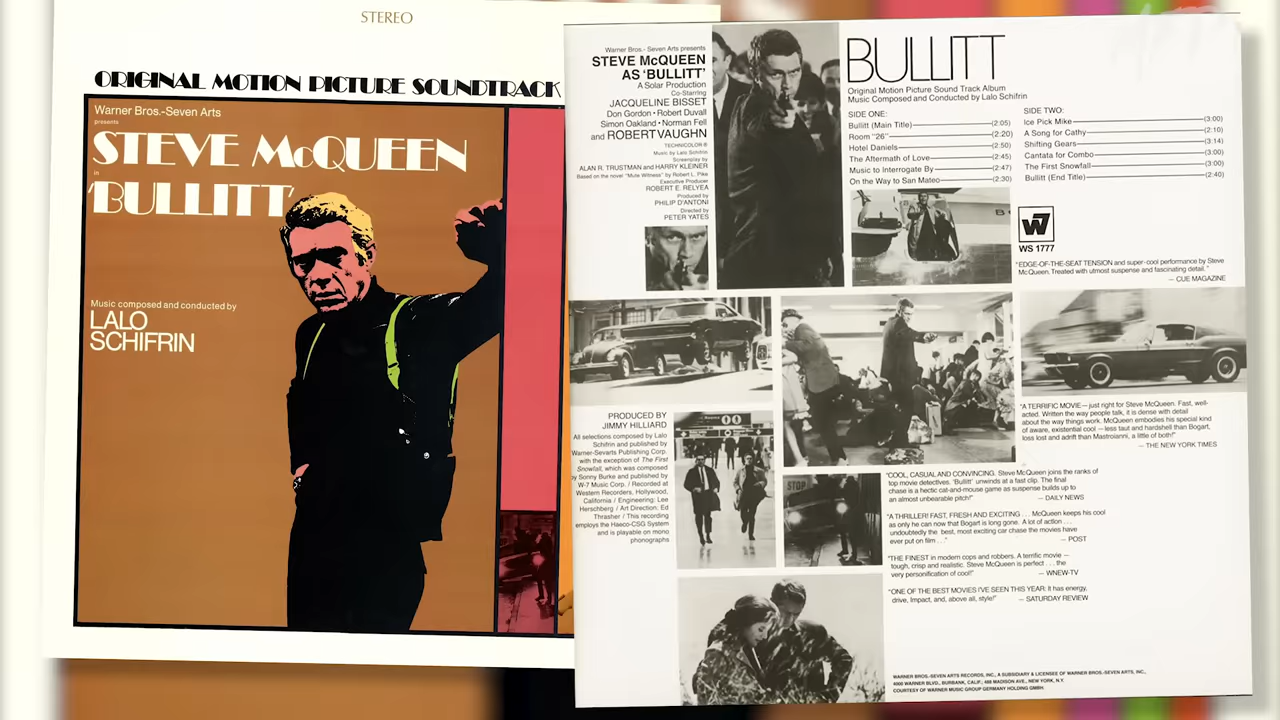 STEREO
ORIGINAL MOTION PICTURE SOUNDTRACK
Warner Bros.-Seven Arts
presents
STEVE McQUEEN
in
'BULLITT'
Music composed and conducted by
LALO
SCHIFRIN
Warner Bros.- Seven Arts presents
STEVE McQUEEN
AS 'BULLITT'
A Solar Production
Co-Starring
JACQUELINE BISSET
Don Gordon • Robert Duvall
Simon Oakland • Norman Fell
and ROBERT VAUGHN
TECHNICOLOR ®
Music by Lalo Schifrin
Screenplay by
ALAN R. TRUSTMAN and HARRY KLEINER
Based on the novel "Mute Witness" by Robert L. Pike
Executive Producer
ROBERT E. RELYEA
Produced by
PHILIP D'ANTONI
Directed by
PETER YATES
BULLITT
Original Motion Picture Sound Track Album
Music Composed and Conducted by Lalo Schifrin
SIDE ONE:
Bullitt (Main Title) (2:05)
Room "26" (2:20)
Hotel Daniels (2:50)
The Aftermath of Love (2:45)
Music to Interrogate By (2:47)
On the Way to San Mateo (2:30)
SIDE TWO:
Ice Pick Mike (3:00)
A Song for Cathy (2:10)
Shifting Gears (3:14)
Cantata for Combo (3:00)
The First Snowfall (3:00)
Bullitt (End Title) (2:40)
W7
WS 1777
"EDGE-OF-THE-SEAT TENSION and super-cool performance by Steve
McQueen. Treated with utmost suspense and fascinating detail."
— CUE MAGAZINE
"A TERRIFIC MOVIE — just right for Steve McQueen. Fast, well-
acted. Written the way people talk, it is dense with detail
about the way things work. McQueen embodies his special kind
of aware, existential cool — less taut and hardshell than Bogart,
loss lost and adrift than Mastroianni, a little of both!"
— THE NEW YORK TIMES
PRODUCED BY
JIMMY HILLIARD
All selections composed by Lalo
Schifrin and published by
Warner-Sevarts Publishing Corp.
with the exception of The First
Snowfall, which was composed
by Sonny Burke and published by
W-7 Music Corp. / Recorded at
Western Recorders, Hollywood,
California / Engineering: Lee
Herschberg / Art Direction: Ed
Thrasher / This recording
employs the Haeco-CSG System
and is playable on mono
phonographs
STOP
"COOL, CASUAL AND CONVINCING. Steve McQueen joins the ranks of
top movie detectives. 'Bullitt' unwinds at a fast clip. The final
chase is a hectic cat-and-mouse game as suspense builds up to
an almost unbearable pitch!" — DAILY NEWS
"A THRILLER! FAST, FRESH AND EXCITING . . . McQueen keeps his cool
as only he can now that Bogart is long gone. A lot of action . . .
undoubtedly the best, most exciting car chase the movies have
ever put on film . . ." — POST
"THE FINEST in modern cops and robbers. A terrific movie —
tough, crisp and realistic. Steve McQueen is perfect . . . the
very personification of cool!" — WNEW-TV
"ONE OF THE BEST MOVIES I'VE SEEN THIS YEAR: It has energy,
drive, Impact, and, above all, style!" — SATURDAY REVIEW
WARNER BROS.-SEVEN ARTS RECORDS, INC., A SUBSIDIARY & LICENSEE OF WARNER BROS.-SEVEN ARTS, INC.,
4000 WARNER BLVD., BURBANK, CALIF.; 488 MADISON AVE., NEW YORK, N.Y.
COURTESY OF WARNER MUSIC GROUP GERMANY HOLDING GMBH